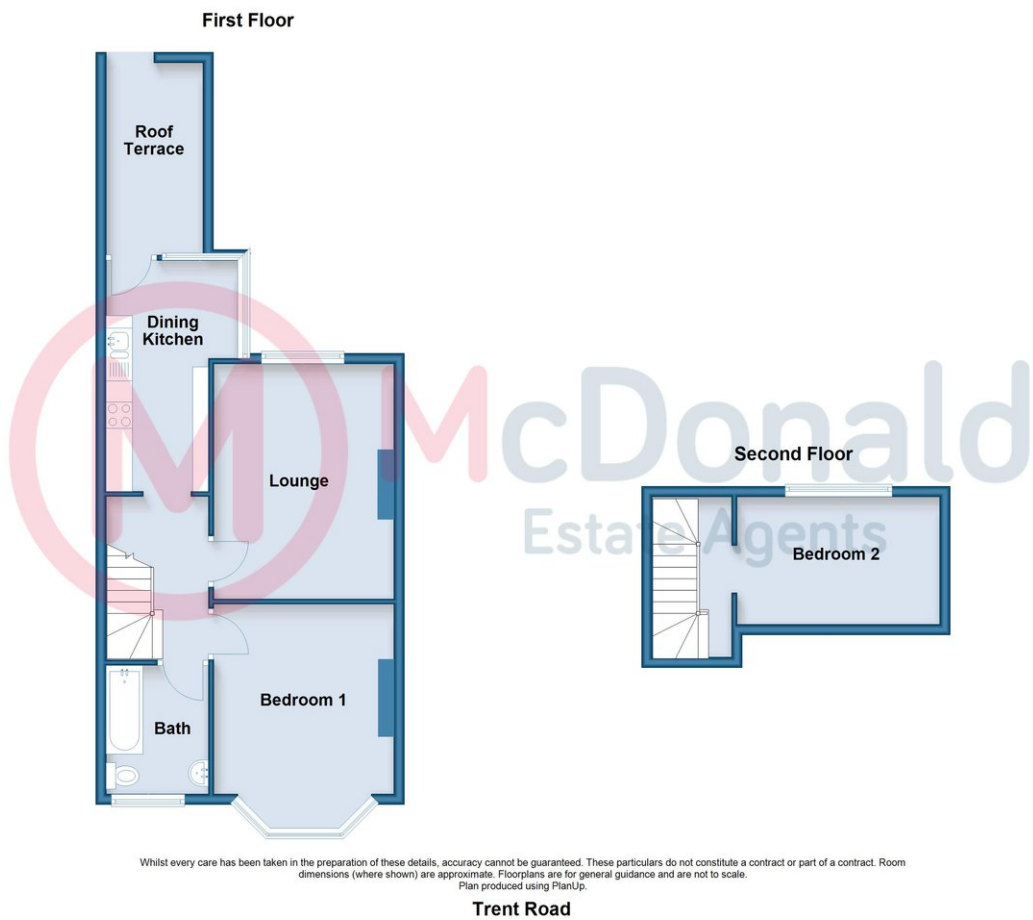 First Floor
Roof
Terrace
Dining
Kitchen
McDonald
Estate Agents
Lounge
Second Floor
Bedroom 2
Bedroom 1
Bath
Whilst every care has been taken in the preparation of these details, accuracy cannot be guaranteed. These particulars do not constitute a contract or part of a contract. Room
dimensions (where shown) are approximate. Floorplans are for general guidance and are not to scale.
Plan produced using PlanUp.
Trent Road